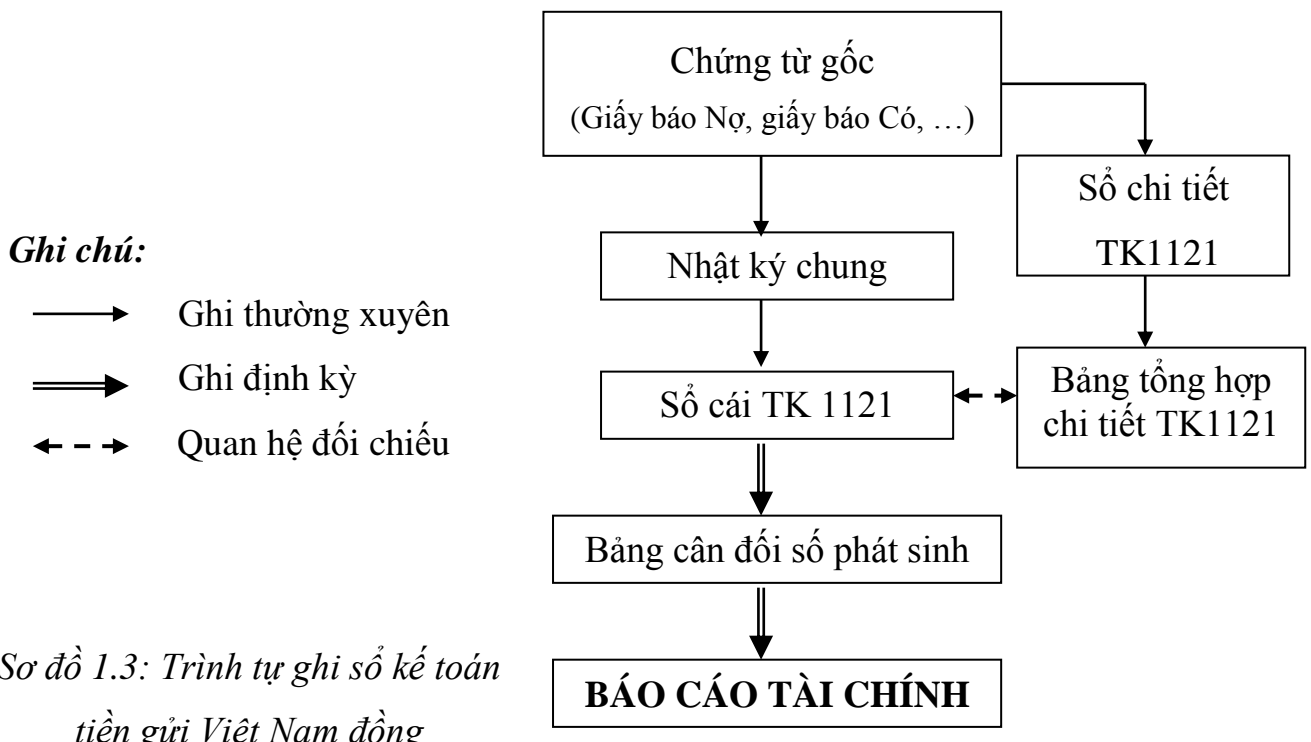 Chứng từ gốc
(Giấy báo Nợ, giấy báo Có, …)
Sổ chi tiết
TK1121
Ghi chú:
Nhật ký chung
Ghi thường xuyên
Ghi định kỳ
Quan hệ đối chiếu
Sổ cái TK 1121
Bảng tổng hợp
chi tiết TK1121
Bảng cân đối số phát sinh
Sơ đồ 1.3: Trình tự ghi sổ kế toán
tiền gửi Việt Nam đồng
BÁO CÁO TÀI CHÍNH